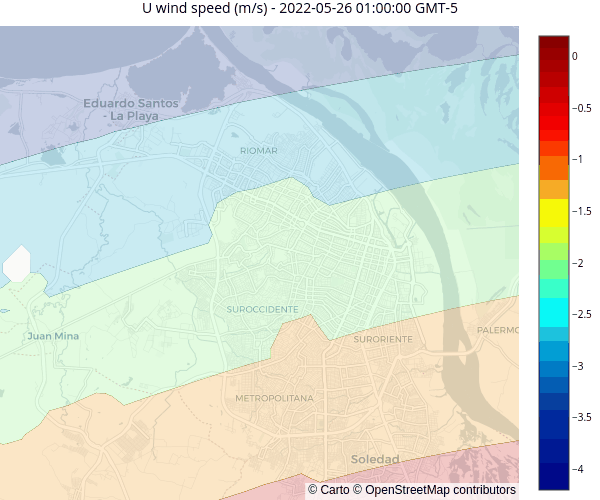 U wind speed (m/s) - 2022-05-26 01:00:00 GMT-5
Eduardo Santos
- La Playa
RIOMAR
SUROCCIDENTE
Juan Mina
SURORIENTE
PALERMO
METROPOLITANA
Soledad
© Carto © OpenStreetMap contributors
0
−0.5
−1
−1.5
−2
−2.5
−3
−3.5
−4